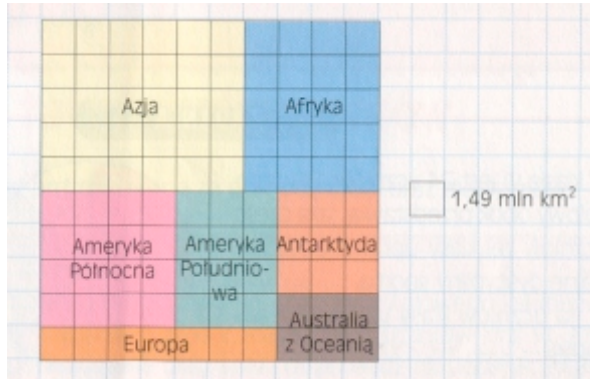 Azja
Afryka
1,49 mln km²
Ameryka
Północna
Ameryka
Południo-
wa
Antarktyda
Australia
z Oceanią
Europa